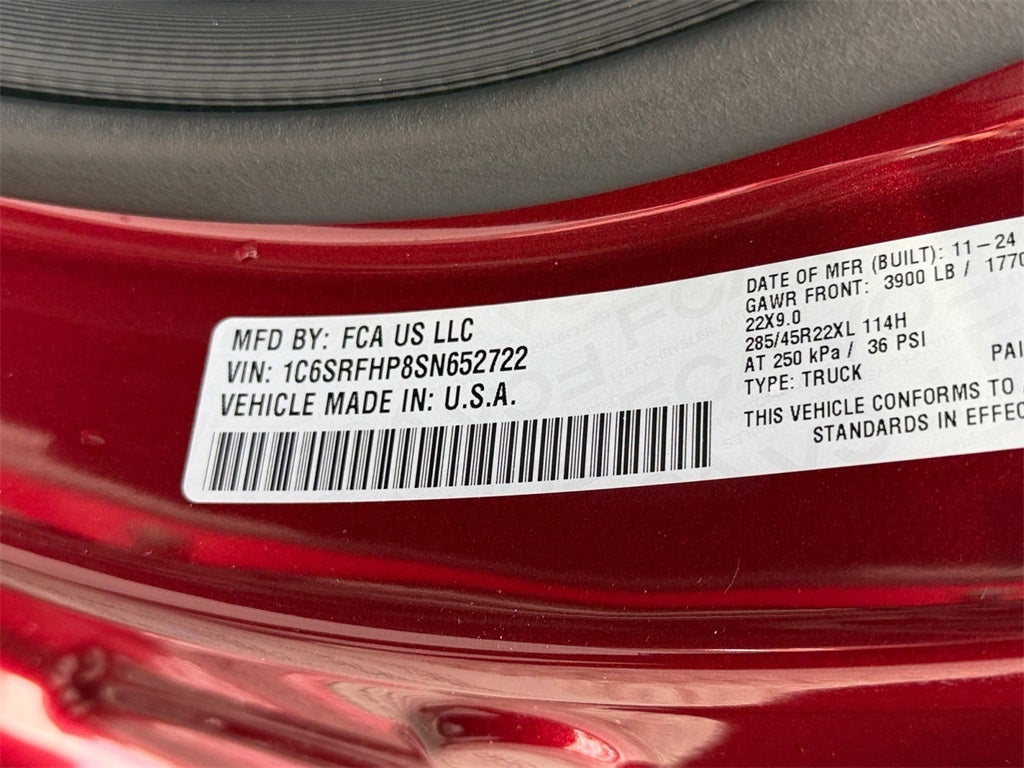 MFD BY: FCA US LLC
VIN: 1C6SRFHP8SN652722
VEHICLE MADE IN: U.S.A.
DATE OF MFR (BUILT): 11-24
GAWR FRONT: 3900 LB / 1770
22X9.0
285/45R22XL 114H
AT 250 kPa / 36 PSI
TYPE: TRUCK
THIS VEHICLE CONFORMS TO
STANDARDS IN